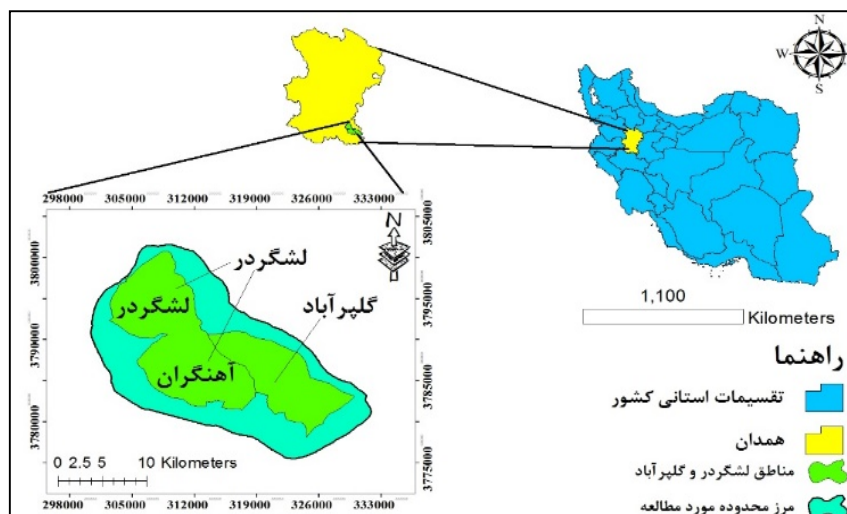 N
W
S
298000 305000 312000 319000 326000 333000
N
3805000
3800000
3795000
3790000
3785000
3780000
3775000
لشگردر
لشگردر
گلپرآباد
آهنگران
0 2.5 5 10 Kilometers
298000 305000 312000 319000 326000 333000
1,100
Kilometers
راهنما
تقسیمات استانی کشور
همدان
مناطق لشگردر و گلپرآباد
مرز محدوده مورد مطالعه